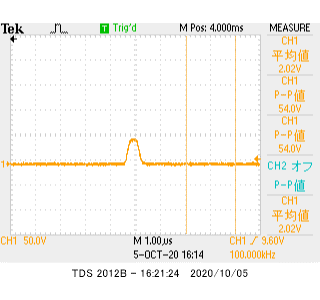 Tek Trig'd M Pos: 4.000ms MEASURE
CH1
平均値
2.02V
CH1
P-P値
54.0V
CH1
P-P値
54.0V
CH2 オフ
P-P値
CH1
平均値
2.02V
1
CH1 50.0V M 1.00µs CH1 9.60V
5-OCT-20 16:14 100.000kHz
TDS 2012B - 16:21:24 2020/10/05